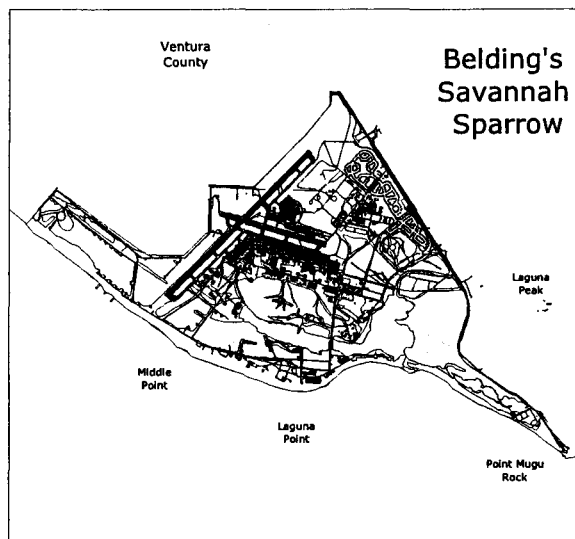 Ventura
County
Belding's
Savannah
Sparrow
Laguna
Peak
Middle
Point
Laguna
Point
Point Mugu
Rock